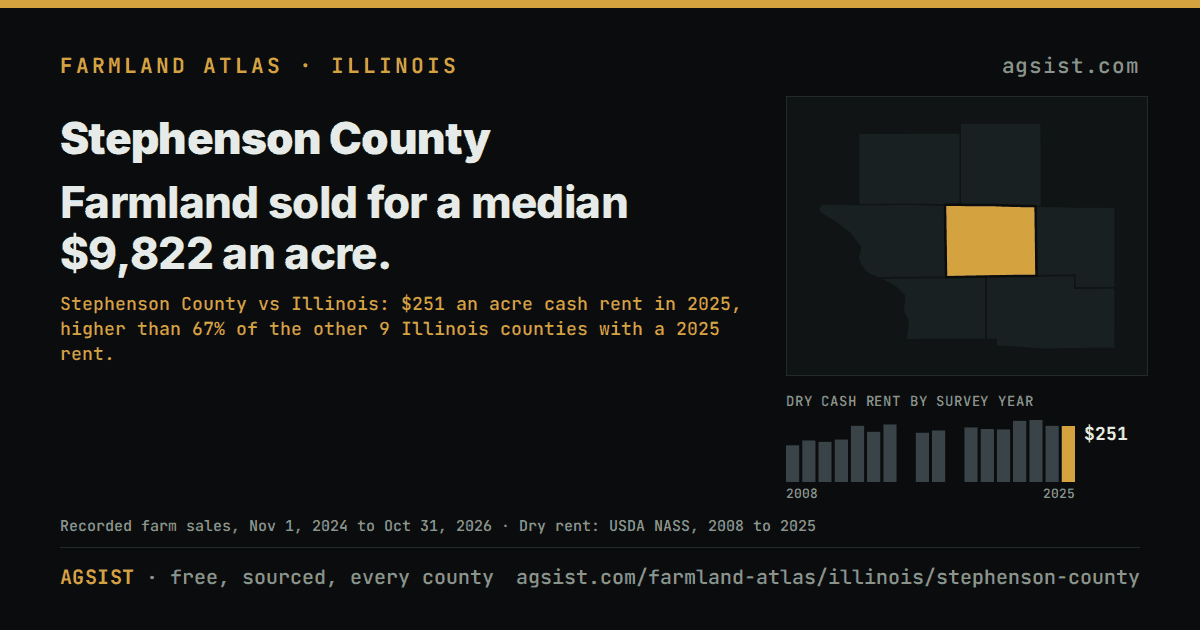 FARMLAND ATLAS · ILLINOIS
agsist.com
Stephenson County
Farmland sold for a median
$9,822 an acre.
Stephenson County vs Illinois: $251 an acre cash rent in 2025,
higher than 67% of the other 9 Illinois counties with a 2025
rent.
DRY CASH RENT BY SURVEY YEAR
$251
2008
2025
Recorded farm sales, Nov 1, 2024 to Oct 31, 2026 · Dry rent: USDA NASS, 2008 to 2025
AGSIST · free, sourced, every county
agsist.com/farmland-atlas/illinois/stephenson-county